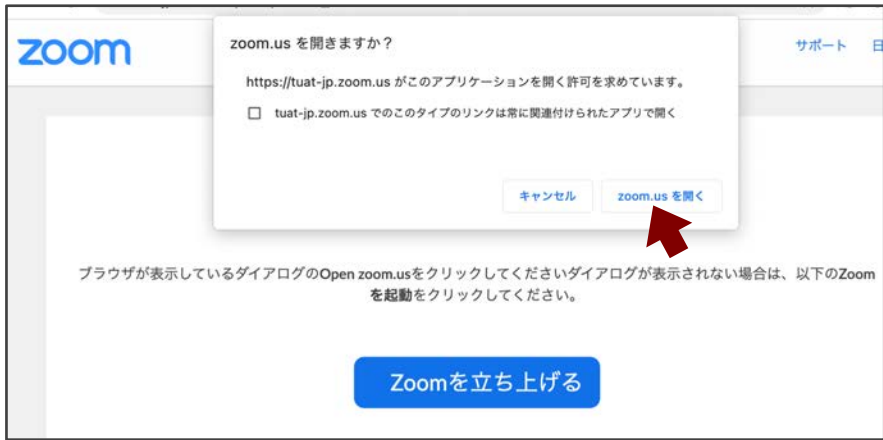 zoom
サポート
zoom.us を開きますか？
https://tuat-jp.zoom.us がこのアプリケーションを開く許可を求めています。
tuat-jp.zoom.us でのこのタイプのリンクは常に関連付けられたアプリで開く
キャンセル
zoom.us を開く
ブラウザが表示しているダイアログのOpen zoom.usをクリックしてくださいダイアログが表示されない場合は、以下のZoom
を起動をクリックしてください。
Zoomを立ち上げる